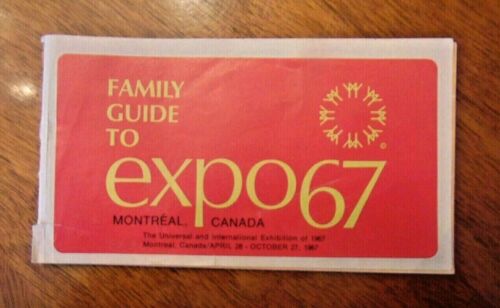 FAMILY
GUIDE
TO
expo67
MONTRÉAL, CANADA
The Universal and International Exhibition of 1967
Montreal, Canada/APRIL 28 - OCTOBER 27, 1967
©